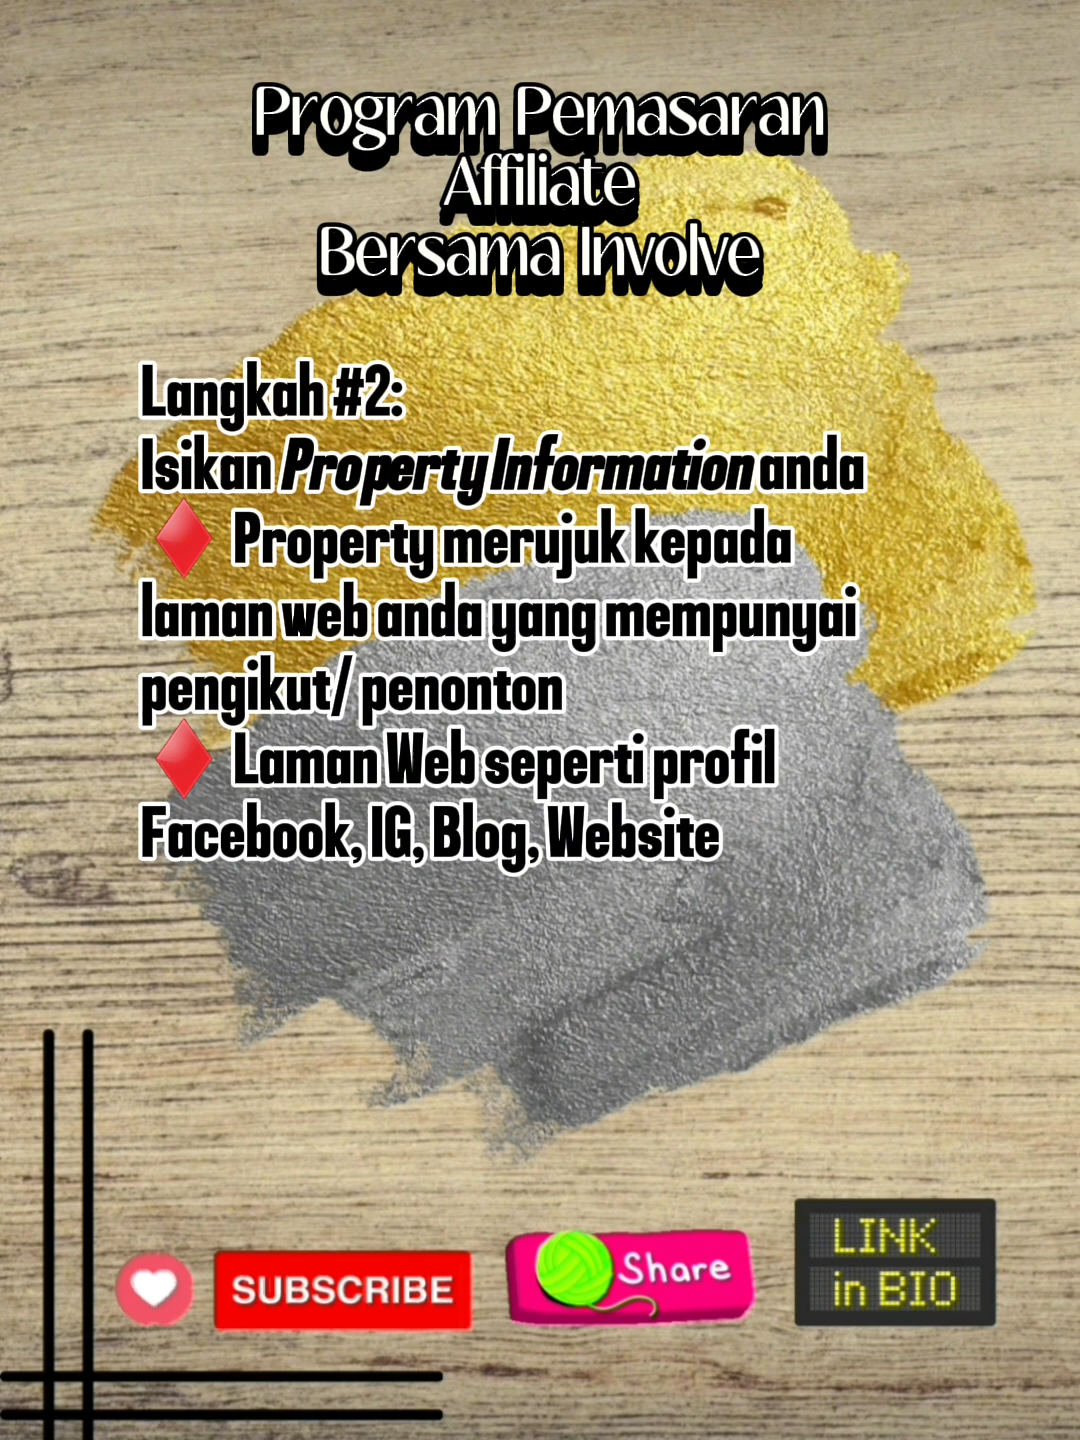 Program Pemasaran
Affiliate
Bersama Involve
Langkah #2:
Isikan Property Information anda
♦️ Property merujuk kepada
laman web anda yang mempunyai
pengikut/ penonton
♦️ Laman Web seperti profil
Facebook, IG, Blog, Website
SUBSCRIBE
Share
LINK
in BIO